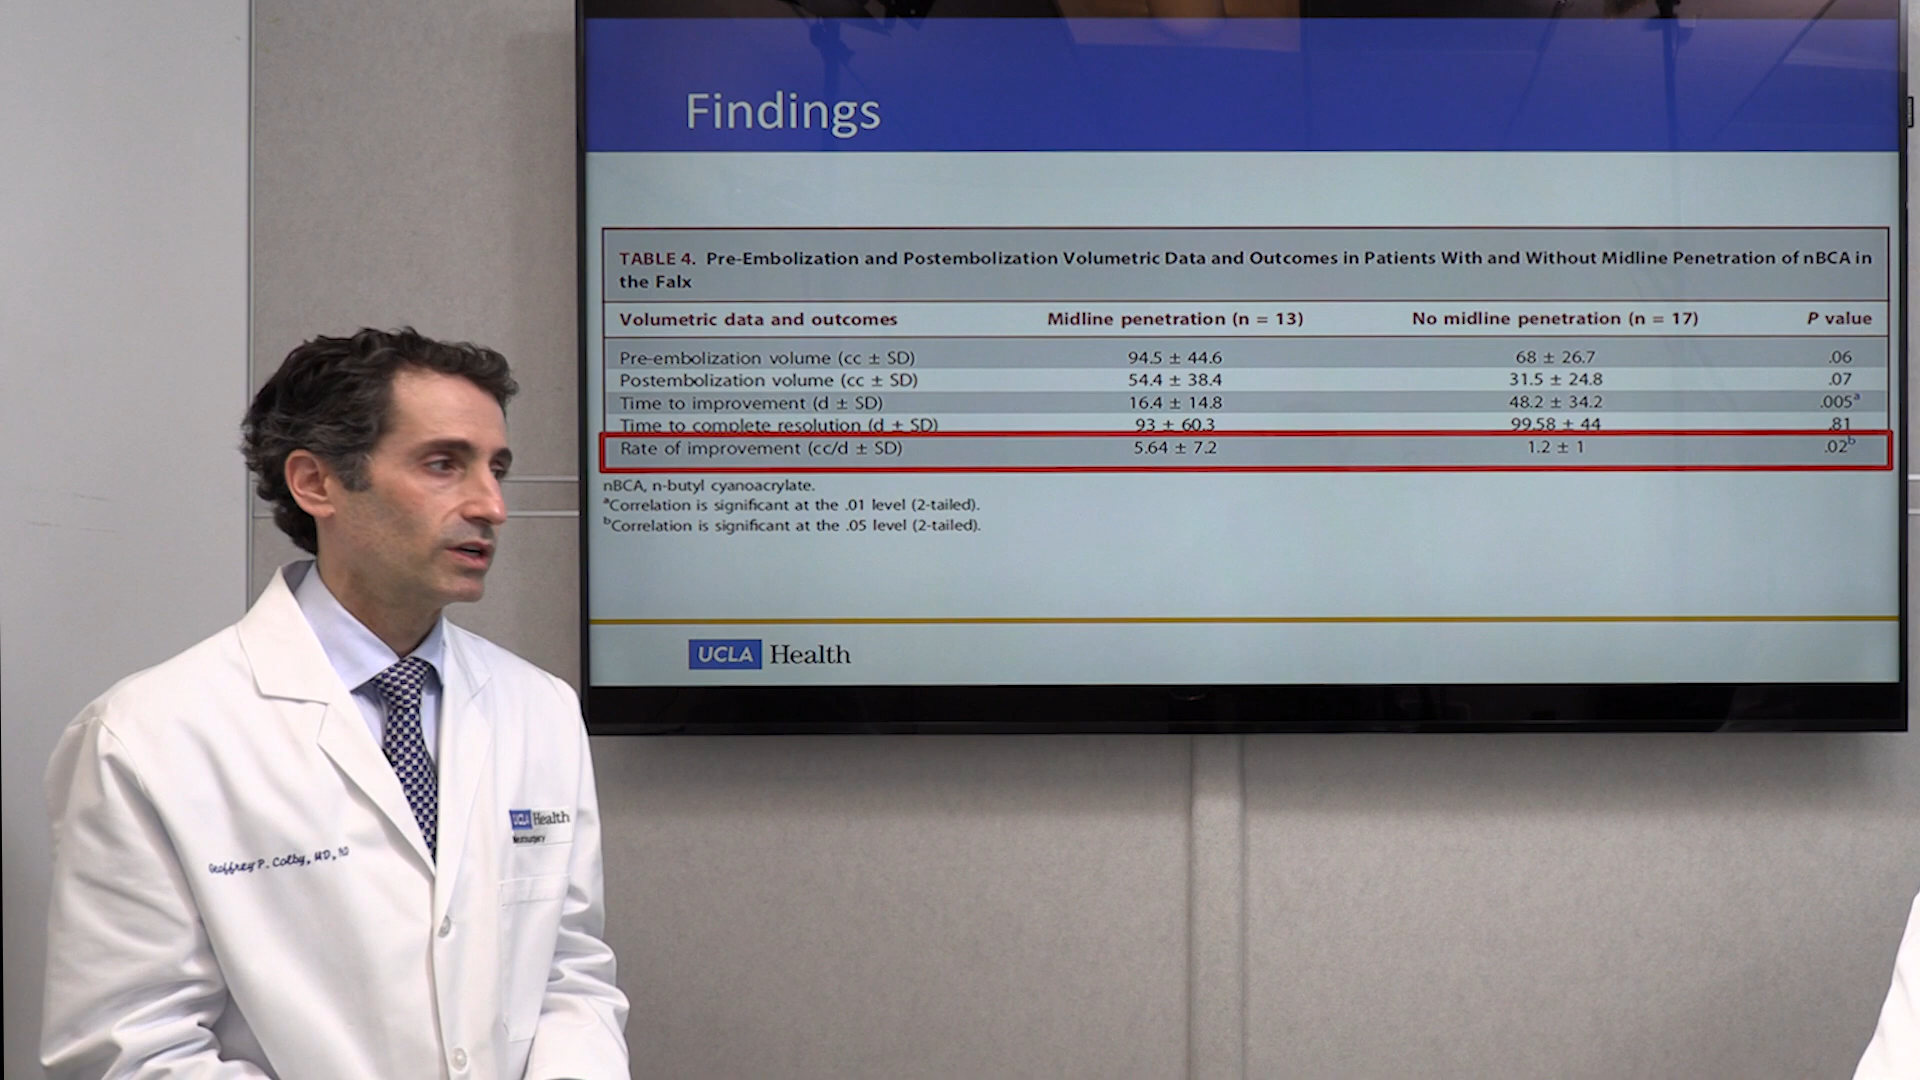 Findings
TABLE 4. Pre-Embolization and Postembolization Volumetric Data and Outcomes in Patients With and Without Midline Penetration of nBCA in
the Falx
Volumetric data and outcomes Midline penetration (n = 13) No midline penetration (n = 17) P value
Pre-embolization volume (cc ± SD) 94.5 ± 44.6 68 ± 26.7 .06
Postembolization volume (cc ± SD) 54.4 ± 38.4 31.5 ± 24.8 .07
Time to improvement (d ± SD) 16.4 ± 14.8 48.2 ± 34.2 .005a
Time to complete resolution (d ± SD) 93 ± 60.3 99.58 ± 44 .81
Rate of improvement (cc/d ± SD) 5.64 ± 7.2 1.2 ± 1 .02b
nBCA, n-butyl cyanoacrylate.
aCorrelation is significant at the .01 level (2-tailed).
bCorrelation is significant at the .05 level (2-tailed).
UCLA Health
Geoffrey P. Colby, MD, PhD
UCLA Health
Neurosurgery